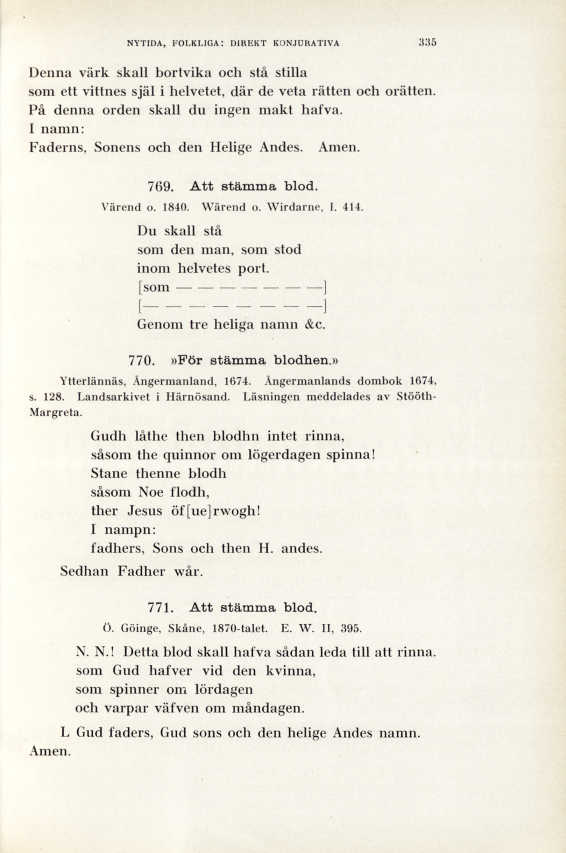 NYTIDA, FOLKLIGA: DIREKT KONJURATIVA 335
Denna värk skall bortvika och stå stilla
som ett vittnes själ i helvetet, där de veta rätten och orätten.
På denna orden skall du ingen makt hafva.
I namn:
Faderns, Sonens och den Helige Andes. Amen.
769. Att stämma blod.
Värend o. 1840. Wärend o. Wirdarne, I. 414.
Du skall stå
som den man, som stod
inom helvetes port.
[som — — — — — — —]
[— — — — — — — —]
Genom tre heliga namn &c.
770. »För stämma blodhen.»
Ytterlännäs, Ångermanland, 1674. Ångermanlands dombok 1674,
s. 128. Landsarkivet i Härnösand. Läsningen meddelades av Stööth-
Margreta.
Gudh låthe then blodhn intet rinna,
såsom the quinnor om lögerdagen spinna!
Stane thenne blodh
såsom Noe flodh,
ther Jesus öf[ue]rwogh!
I nampn:
fadhers, Sons och then H. andes.
Sedhan Fadher wår.
771. Att stämma blod.
Ö. Göinge, Skåne, 1870-talet. E. W. II, 395.
N. N.! Detta blod skall hafva sådan leda till att rinna.
som Gud hafver vid den kvinna,
som spinner om lördagen
och varpar väfven om måndagen.
I. Gud faders, Gud sons och den helige Andes namn.
Amen.